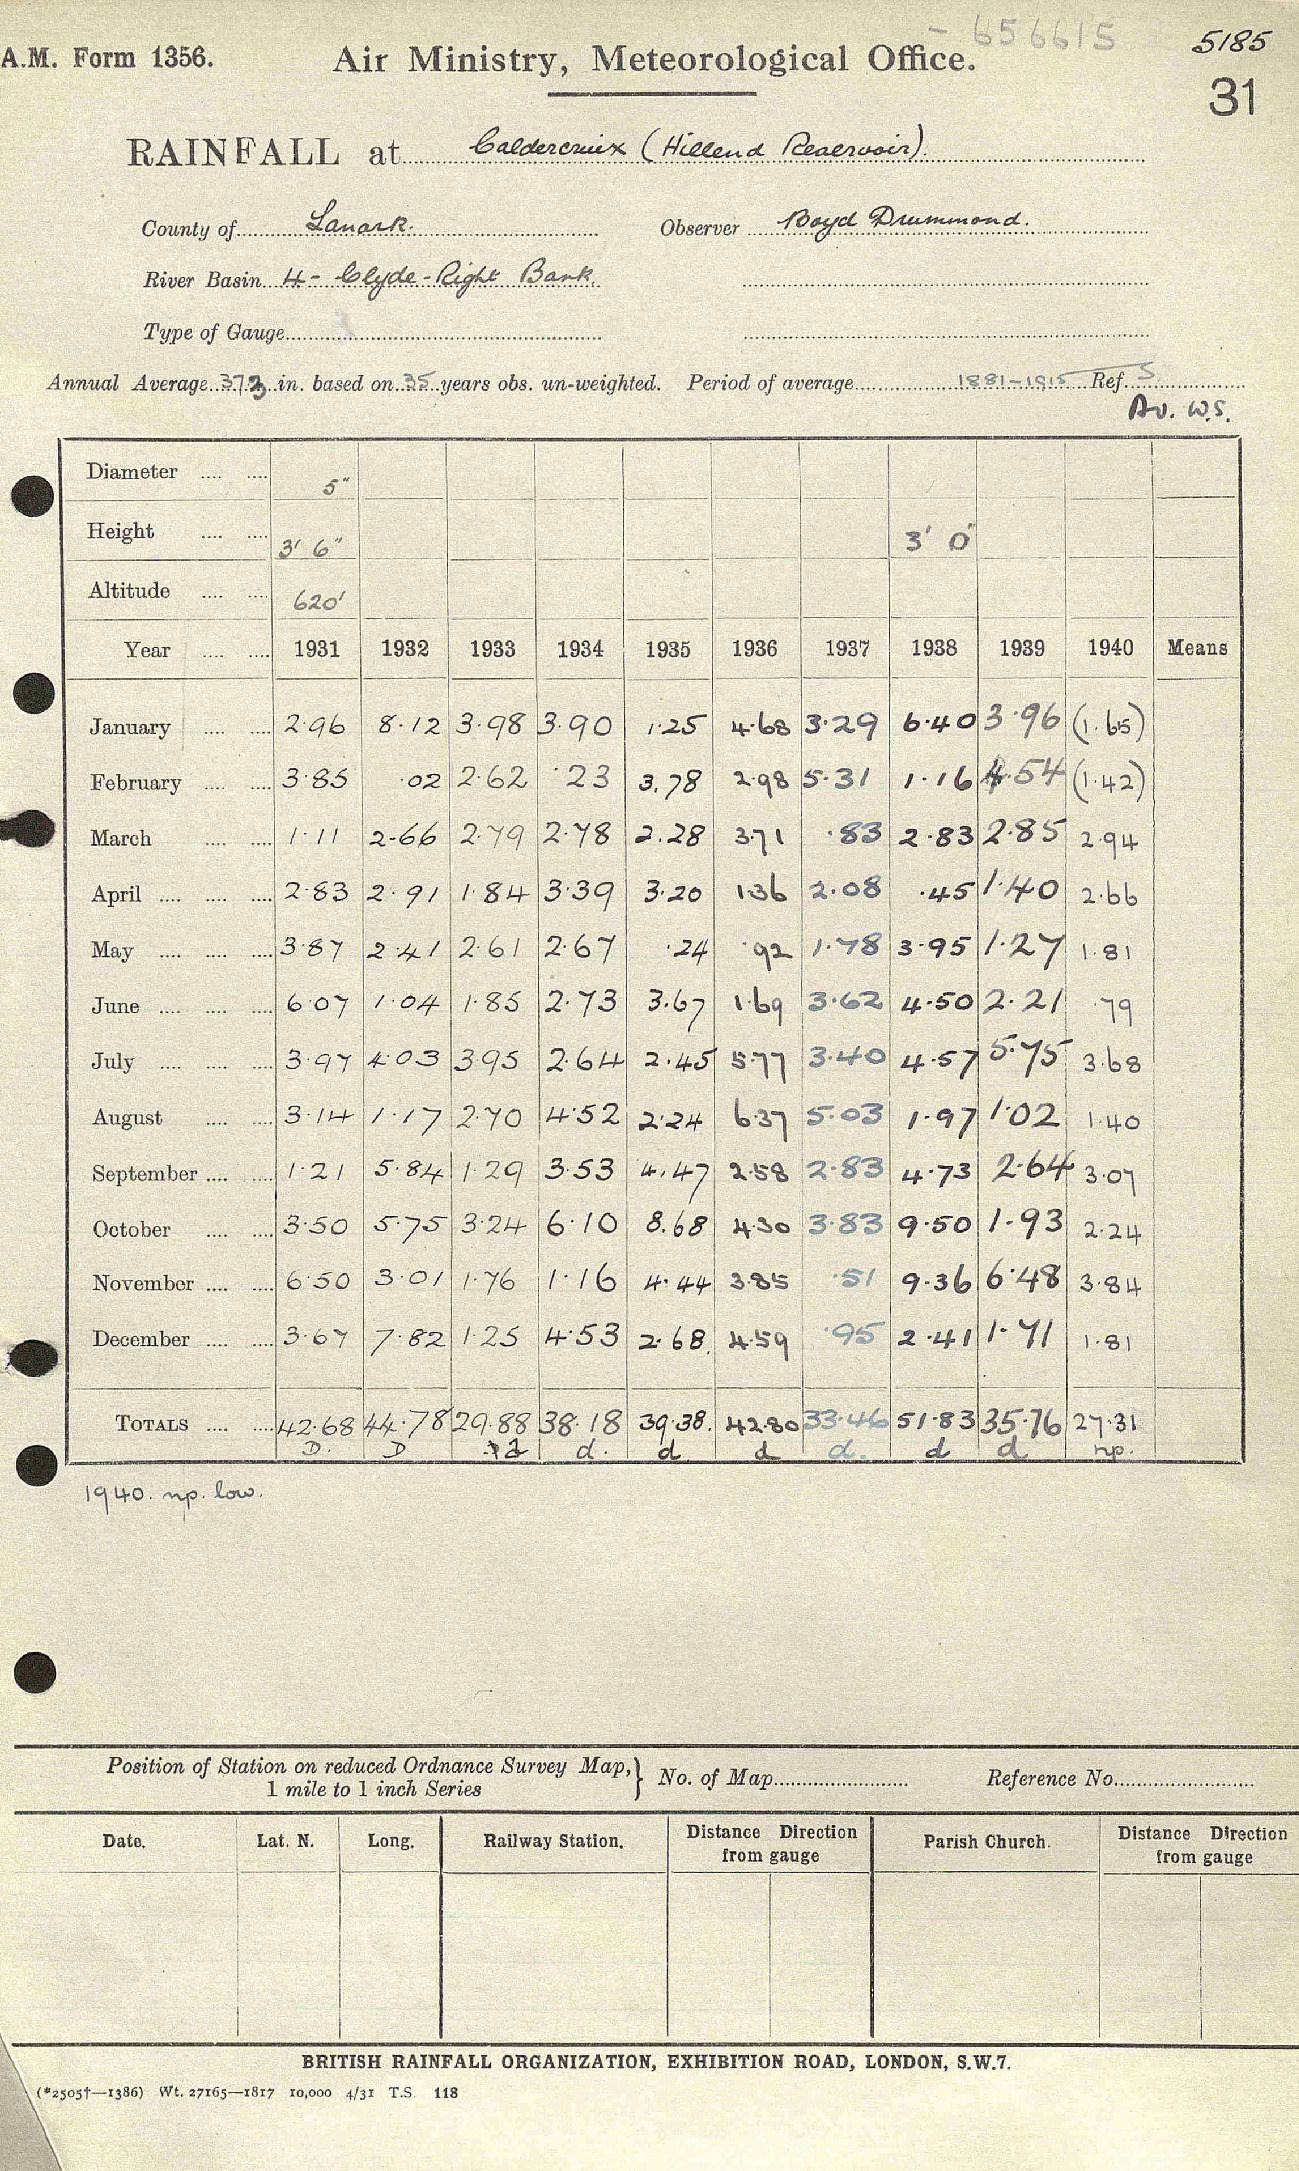 - 656615
5185
A.M. Form 1356. Air Ministry, Meteorological Office.
31
RAINFALL at Caldercruix (Hillend Reservoir).
County of Lanark. Observer Boyd Drummond.
River Basin 4- Clyde-Right Bank.
Type of Gauge
Annual Average 37.3 in. based on 35 years obs. un-weighted. Period of average 1881-1915 Ref. S
Av. W.S.
Diameter .... .... 5"
Height .... .... 3' 6" 3' 0"
Altitude .... .... 620'
Year .... .... 1931 1932 1933 1934 1935 1936 1937 1938 1939 1940 Means
January .... .... 2.96 8.12 3.98 3.90 1.25 4.68 3.29 6.40 3.96 (1.65)
February .... .... 3.85 .02 2.62 .23 3.78 2.98 5.31 1.16 4.54 (1.42)
March .... .... 1.11 2.66 2.79 2.78 2.28 3.71 .83 2.83 2.85 2.94
April .... .... .... 2.83 2.91 1.84 3.39 3.20 1.36 2.08 .45 1.40 2.66
May .... .... .... 3.87 2.41 2.61 2.67 .24 .92 1.78 3.95 1.27 1.81
June .... .... .... 6.07 1.04 1.85 2.73 3.67 1.69 3.62 4.50 2.21 .79
July .... .... .... 3.97 4.03 3.95 2.64 2.45 5.77 3.40 4.57 5.75 3.68
August .... .... 3.14 1.17 2.70 4.52 2.24 6.37 5.03 1.97 1.02 1.40
September .... .... 1.21 5.84 1.29 3.53 4.47 2.58 2.83 4.73 2.64 3.07
October .... .... 3.50 5.75 3.24 6.10 8.68 4.30 3.83 9.50 1.93 2.24
November .... .... 6.50 3.01 1.76 1.16 4.44 3.85 .51 9.36 6.48 3.84
December .... .... 3.67 7.82 1.25 4.53 2.68 4.59 .95 2.41 1.71 1.81
TOTALS .... .... 42.68 44.78 29.88 38.18 39.38. 42.80 33.46 51.83 35.76 27.31
D. D d d. d d d. d d np.
1940. np. low.
Position of Station on reduced Ordnance Survey Map,
1 mile to 1 inch Series } No. of Map Reference No.
Date. Lat. N. Long. Railway Station. Distance Direction from gauge Parish Church. Distance Direction from gauge
BRITISH RAINFALL ORGANIZATION, EXHIBITION ROAD, LONDON, S.W.7.
(*2505†—1386) Wt. 27165—1817 10,000 4/31 T.S. 118